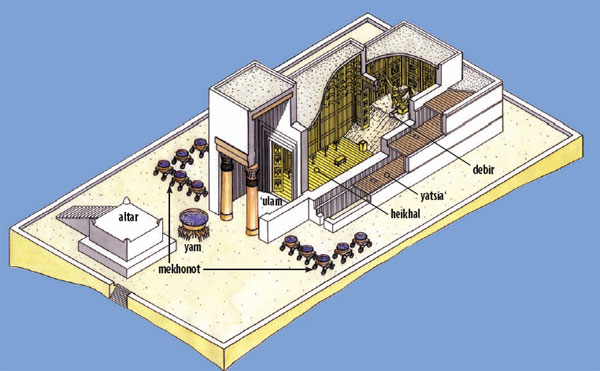 debir
yatsia'
'ulam
heikhal
altar
yam
mekhonot